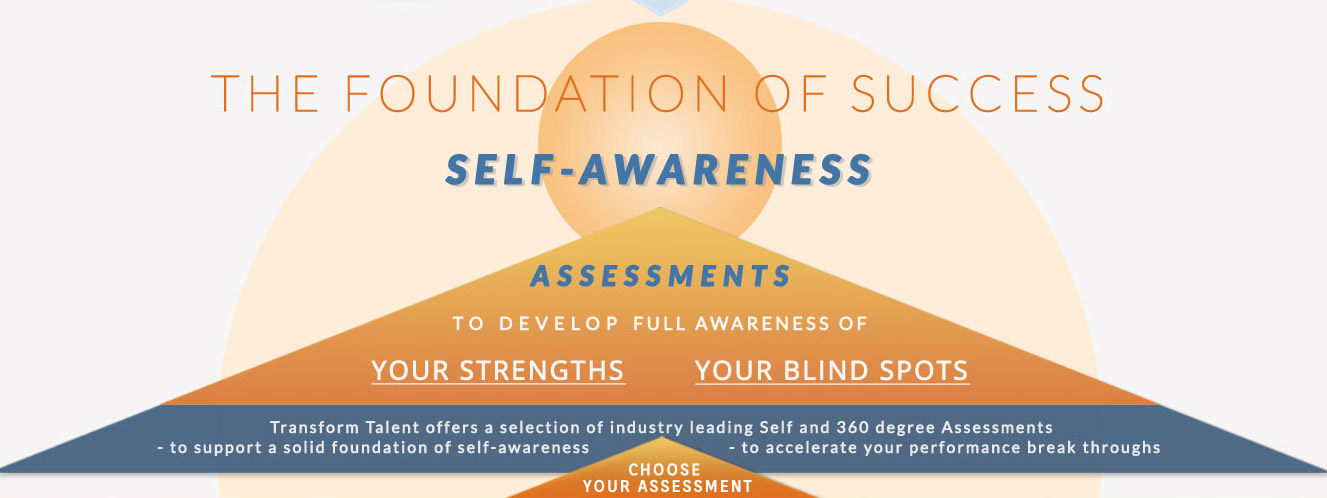 THE FOUNDATION OF SUCCESS
SELF-AWARENESS
ASSESSMENTS
TO DEVELOP FULL AWARENESS OF
YOUR STRENGTHS YOUR BLIND SPOTS
Transform Talent offers a selection of industry leading Self and 360 degree Assessments
- to support a solid foundation of self-awareness - to accelerate your performance break throughs
CHOOSE
YOUR ASSESSMENT